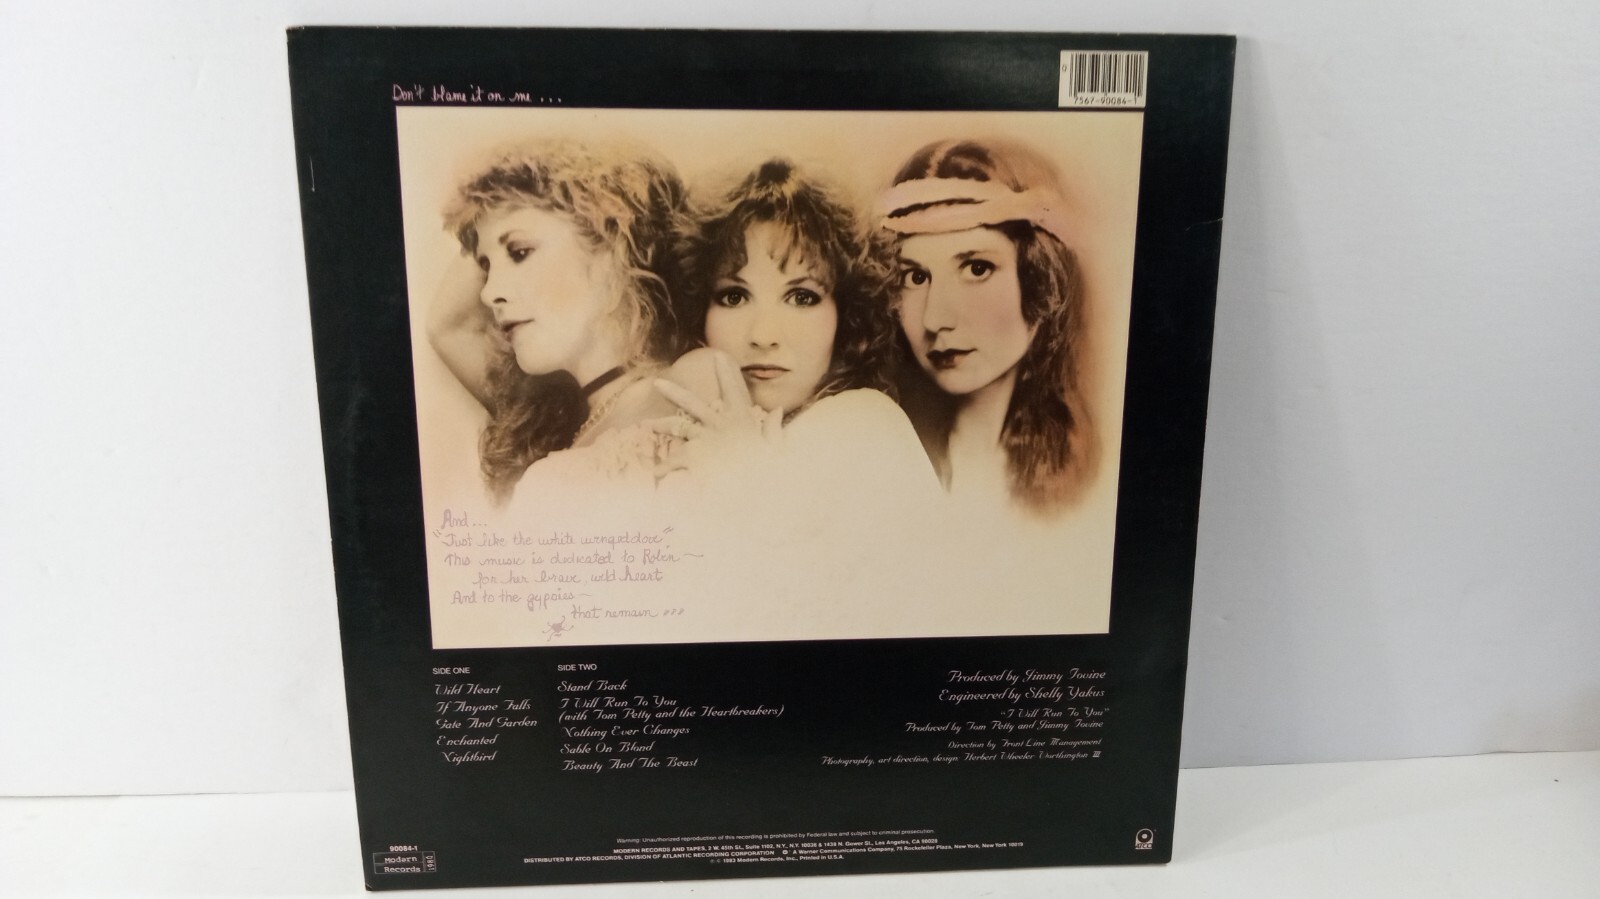 Don't blame it on me ...
0
7567-90084-1
And...
"Just like the white winged dove"
This music is dedicated to Robin ~
for her brave, wild heart
And to the gypsies ~
that remain ...
SIDE ONE
Wild Heart
If Anyone Falls
Gate And Garden
Enchanted
Nightbird
SIDE TWO
Stand Back
I Will Run To You
(with Tom Petty and the Heartbreakers)
Nothing Ever Changes
Sable On Blond
Beauty And The Beast
Produced by Jimmy Iovine
Engineered by Shelly Yakus
"I Will Run To You"
Produced by Tom Petty and Jimmy Iovine
Direction by Front Line Management
Photography, art direction, design: Herbert Wheeler Worthington III
Warning: Unauthorized reproduction of this recording is prohibited by Federal law and subject to criminal prosecution.
MODERN RECORDS AND TAPES, 2 W. 45th St., Suite 1102, N.Y., N.Y. 10036 & 1438 N. Gower St., Los Angeles, CA 90028
DISTRIBUTED BY ATCO RECORDS, DIVISION OF ATLANTIC RECORDING CORPORATION A Warner Communications Company, 75 Rockefeller Plaza, New York, New York 10019
© 1983 Modern Records, Inc., Printed in U.S.A.
90084-1
Modern
Records
1980